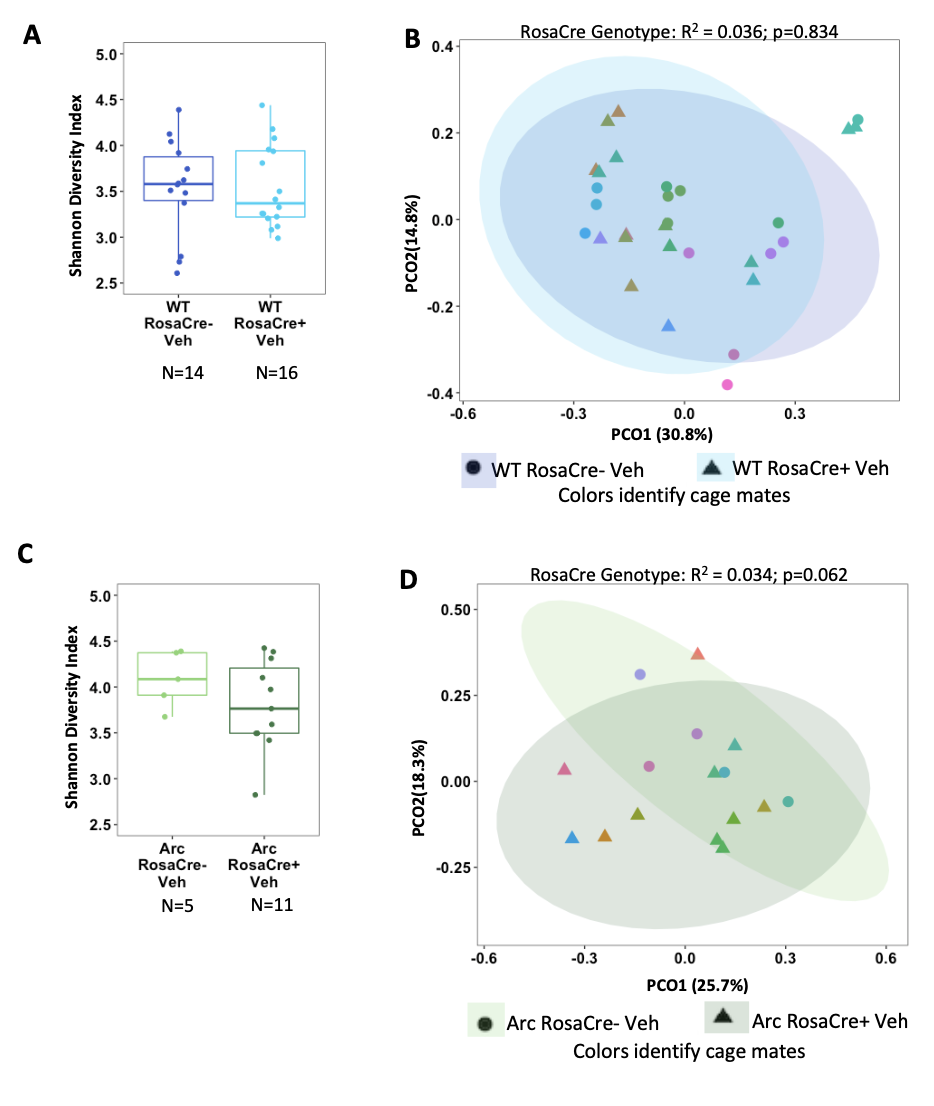 A
5.0
4.5
4.0
3.5
3.0
2.5
Shannon Diversity Index
WT RosaCre- Veh
WT RosaCre+ Veh
N=14
N=16
B
RosaCre Genotype: R² = 0.036; p=0.834
0.4
0.2
0.0
-0.2
-0.4
PCO2(14.8%)
-0.6
-0.3
0.0
0.3
PCO1 (30.8%)
WT RosaCre- Veh
WT RosaCre+ Veh
Colors identify cage mates
C
5.0
4.5
4.0
3.5
3.0
2.5
Shannon Diversity Index
Arc RosaCre- Veh
Arc RosaCre+ Veh
N=5
N=11
D
RosaCre Genotype: R² = 0.034; p=0.062
0.50
0.25
0.00
-0.25
PCO2(18.3%)
-0.6
-0.3
0.0
0.3
0.6
PCO1 (25.7%)
Arc RosaCre- Veh
Arc RosaCre+ Veh
Colors identify cage mates